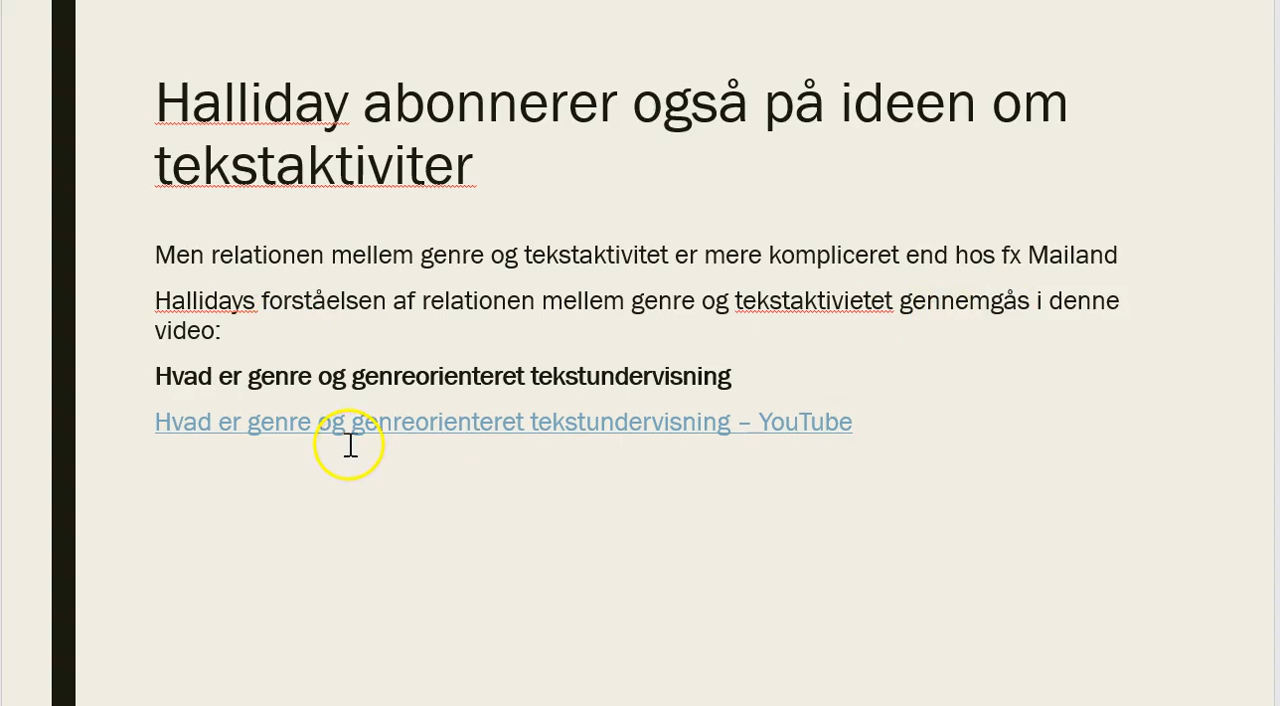 Halliday abonnerer også på ideen om
tekstaktiviter
Men relationen mellem genre og tekstaktivitet er mere kompliceret end hos fx Mailand
Hallidays forståelsen af relationen mellem genre og tekstaktivietet gennemgås i denne
video:
Hvad er genre og genreorienteret tekstundervisning
Hvad er genre og genreorienteret tekstundervisning – YouTube